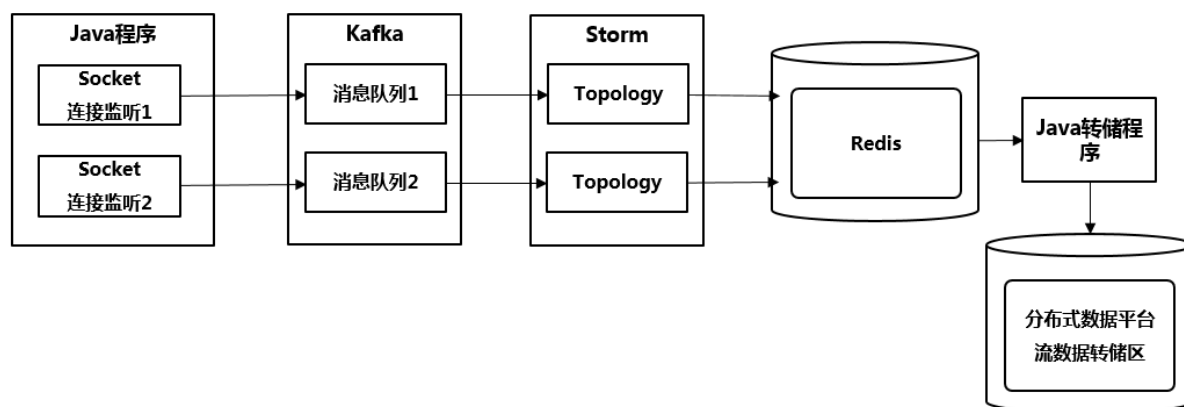 Java程序
Socket
连接监听1
Socket
连接监听2
Kafka
消息队列1
消息队列2
Storm
Topology
Topology
Redis
Java转储程
序
分布式数据平台
流数据转储区